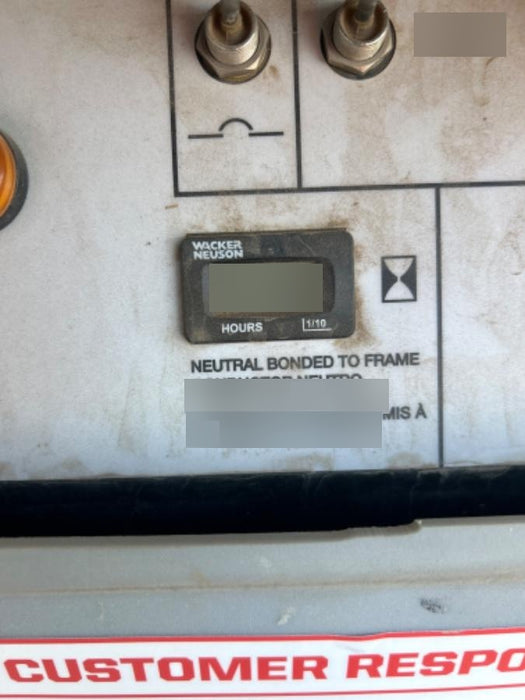 WACKER
NEUSON
HOURS 1/10
NEUTRAL BONDED TO FRAME
MIS À
CUSTOMER RESPO